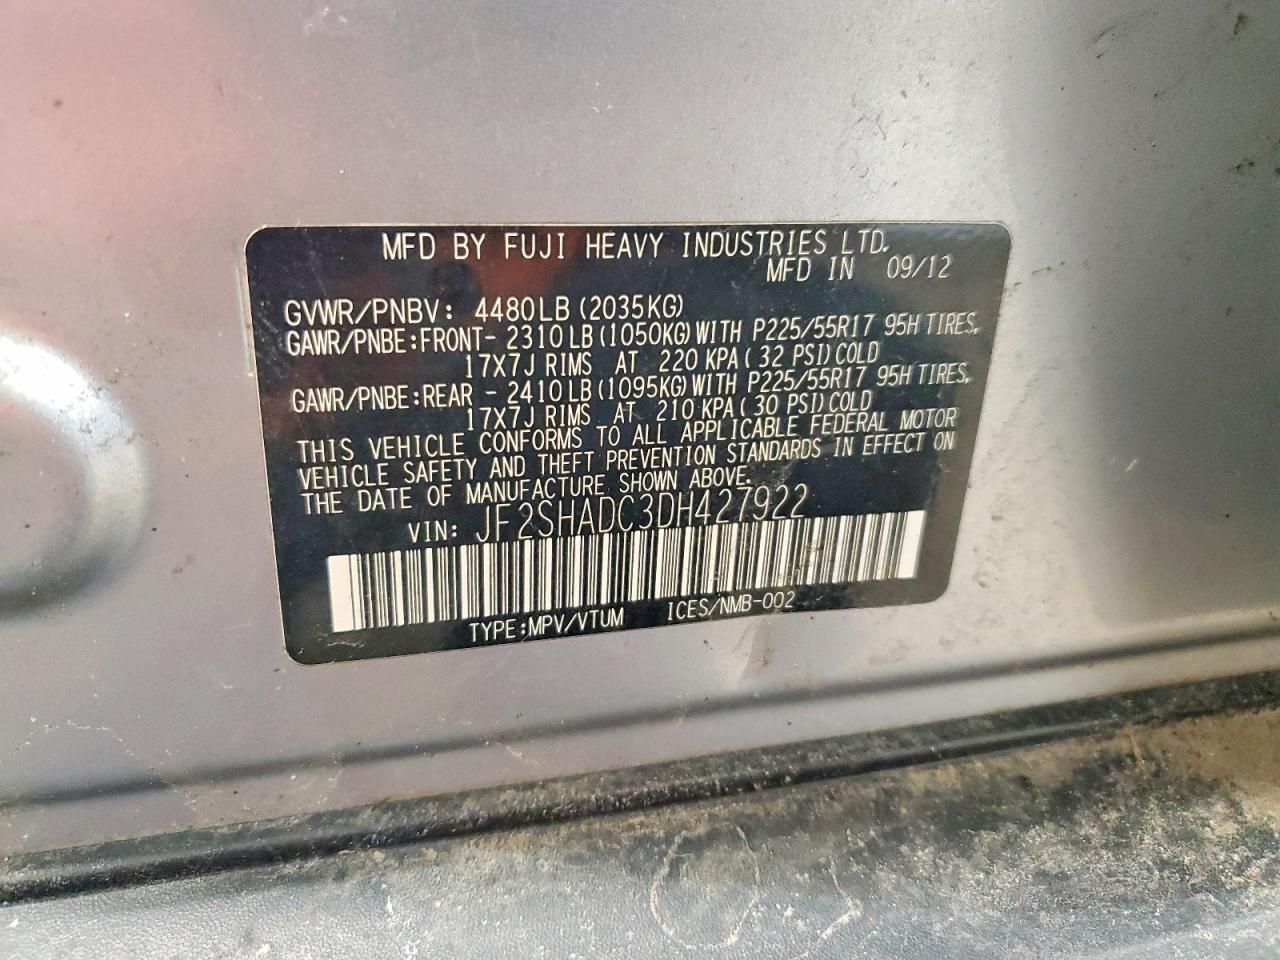 MFD BY FUJI HEAVY INDUSTRIES LTD.
MFD IN 09/12
GVWR/PNBV: 4480LB (2035KG)
GAWR/PNBE:FRONT- 2310 LB (1050KG) WITH P225/55R17 95H TIRES,
17X7J RIMS AT 220 KPA ( 32 PSI) COLD
GAWR/PNBE:REAR - 2410 LB (1095KG) WITH P225/55R17 95H TIRES,
17X7J RIMS AT 210 KPA ( 30 PSI) COLD
THIS VEHICLE CONFORMS TO ALL APPLICABLE FEDERAL MOTOR
VEHICLE SAFETY AND THEFT PREVENTION STANDARDS IN EFFECT ON
THE DATE OF MANUFACTURE SHOWN ABOVE.
VIN: JF2SHADC3DH427922
TYPE:MPV/VTUM ICES/NMB-002